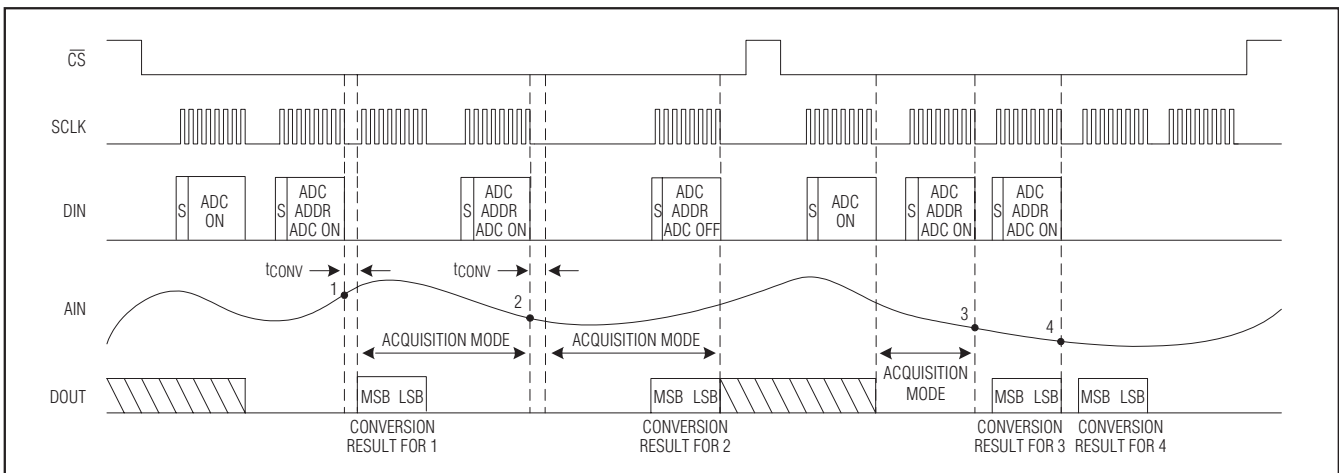 CS
SCLK
DIN
S
ADC
ON
S
ADC
ADDR
ADC ON
S
ADC
ADDR
ADC ON
S
ADC
ADDR
ADC OFF
S
ADC
ON
S
ADC
ADDR
ADC ON
S
ADC
ADDR
ADC ON
tCONV
tCONV
AIN
1
2
3
4
ACQUISITION MODE
ACQUISITION MODE
ACQUISITION
MODE
DOUT
MSB LSB
MSB LSB
MSB LSB
MSB LSB
CONVERSION
RESULT FOR 1
CONVERSION
RESULT FOR 2
CONVERSION
RESULT FOR 3
CONVERSION
RESULT FOR 4